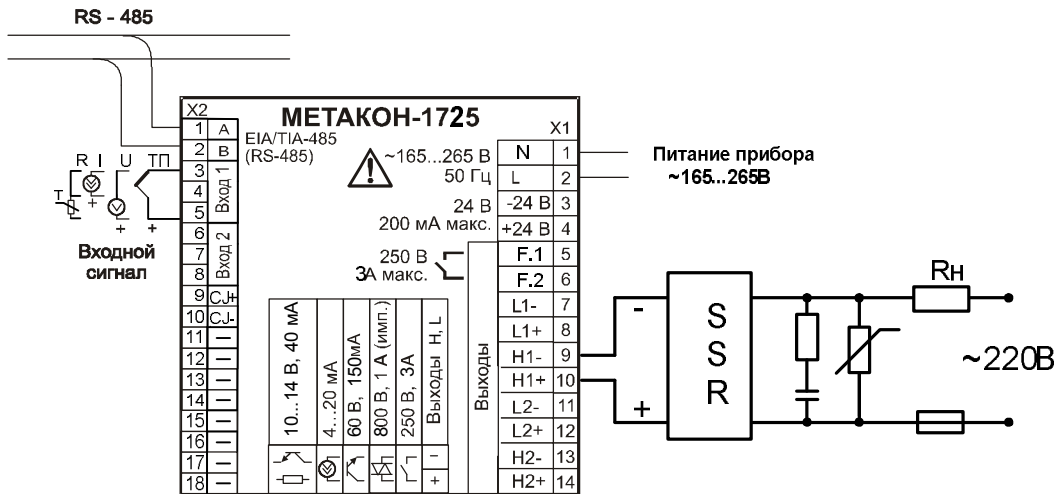 RS - 485
X2
МЕТАКОН-1725
X1
1 A
2 B
3
4
5
6
7
8
9 CJ+
10 CJ-
11 –
12 –
13 –
14 –
15 –
16 –
17 –
18 –
Вход 1
Вход 2
EIA/TIA-485
(RS-485)
R I U ТП
T
+
+ +
Входной
сигнал
~165...265 В
50 Гц
24 В
200 мА макс.
250 В
3А макс.
N 1
L 2
-24 В 3
+24 В 4
F.1 5
F.2 6
L1- 7
L1+ 8
H1- 9
H1+ 10
L2- 11
L2+ 12
H2- 13
H2+ 14
Выходы
10...14 В, 40 мА
4...20 мА
60 В, 150мА
800 В, 1 А (имп.)
250 В, 3А
Выходы H, L
–
+
Питание прибора
~165...265В
-
+
S
S
R
Rн
~220В